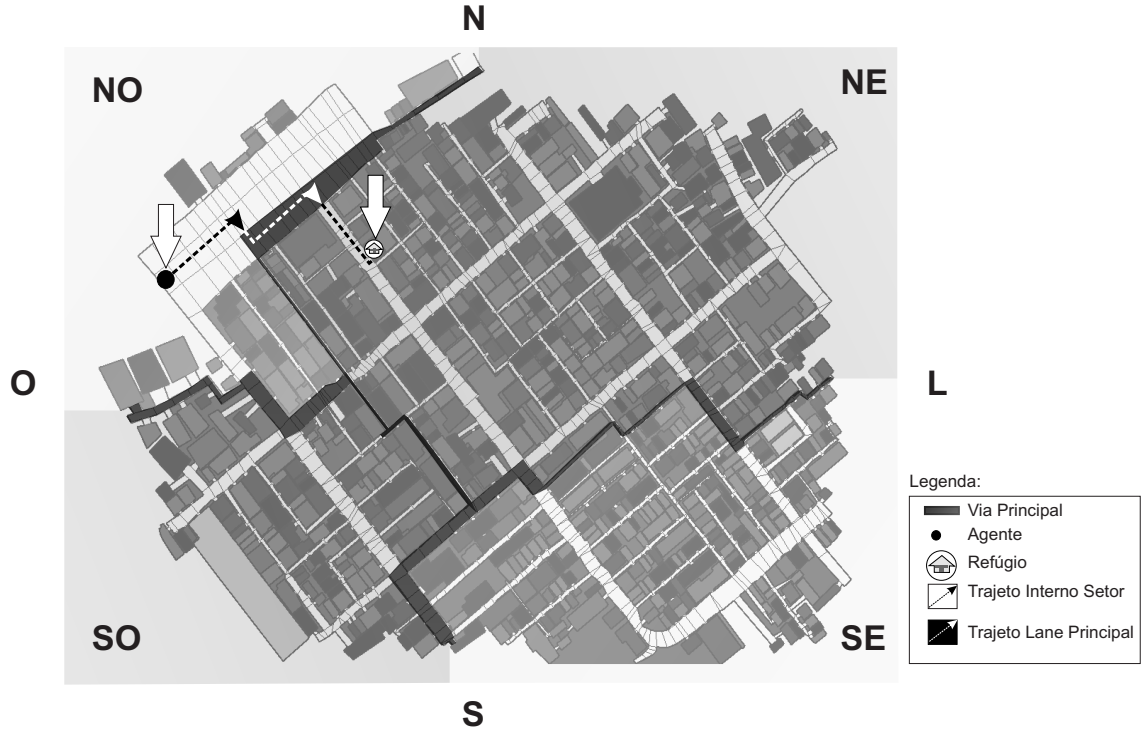 N
NO
NE
O
L
SO
SE
S
Legenda:
Via Principal
Agente
Refúgio
Trajeto Interno Setor
Trajeto Lane Principal